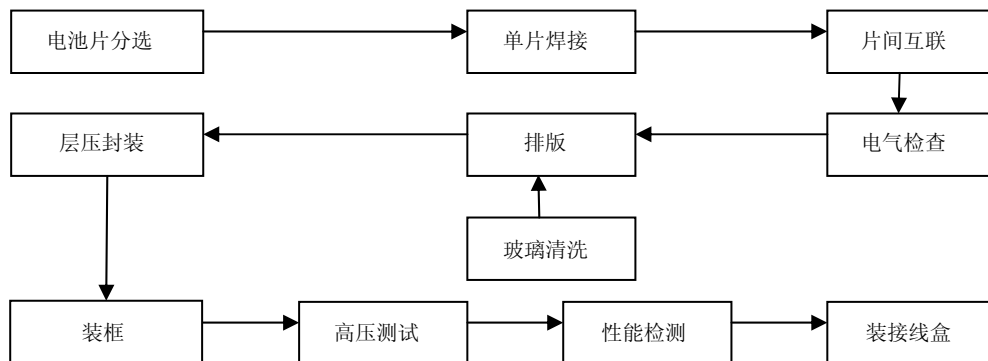 电池片分选
单片焊接
片间互联
层压封装
排版
电气检查
玻璃清洗
装框
高压测试
性能检测
装接线盒